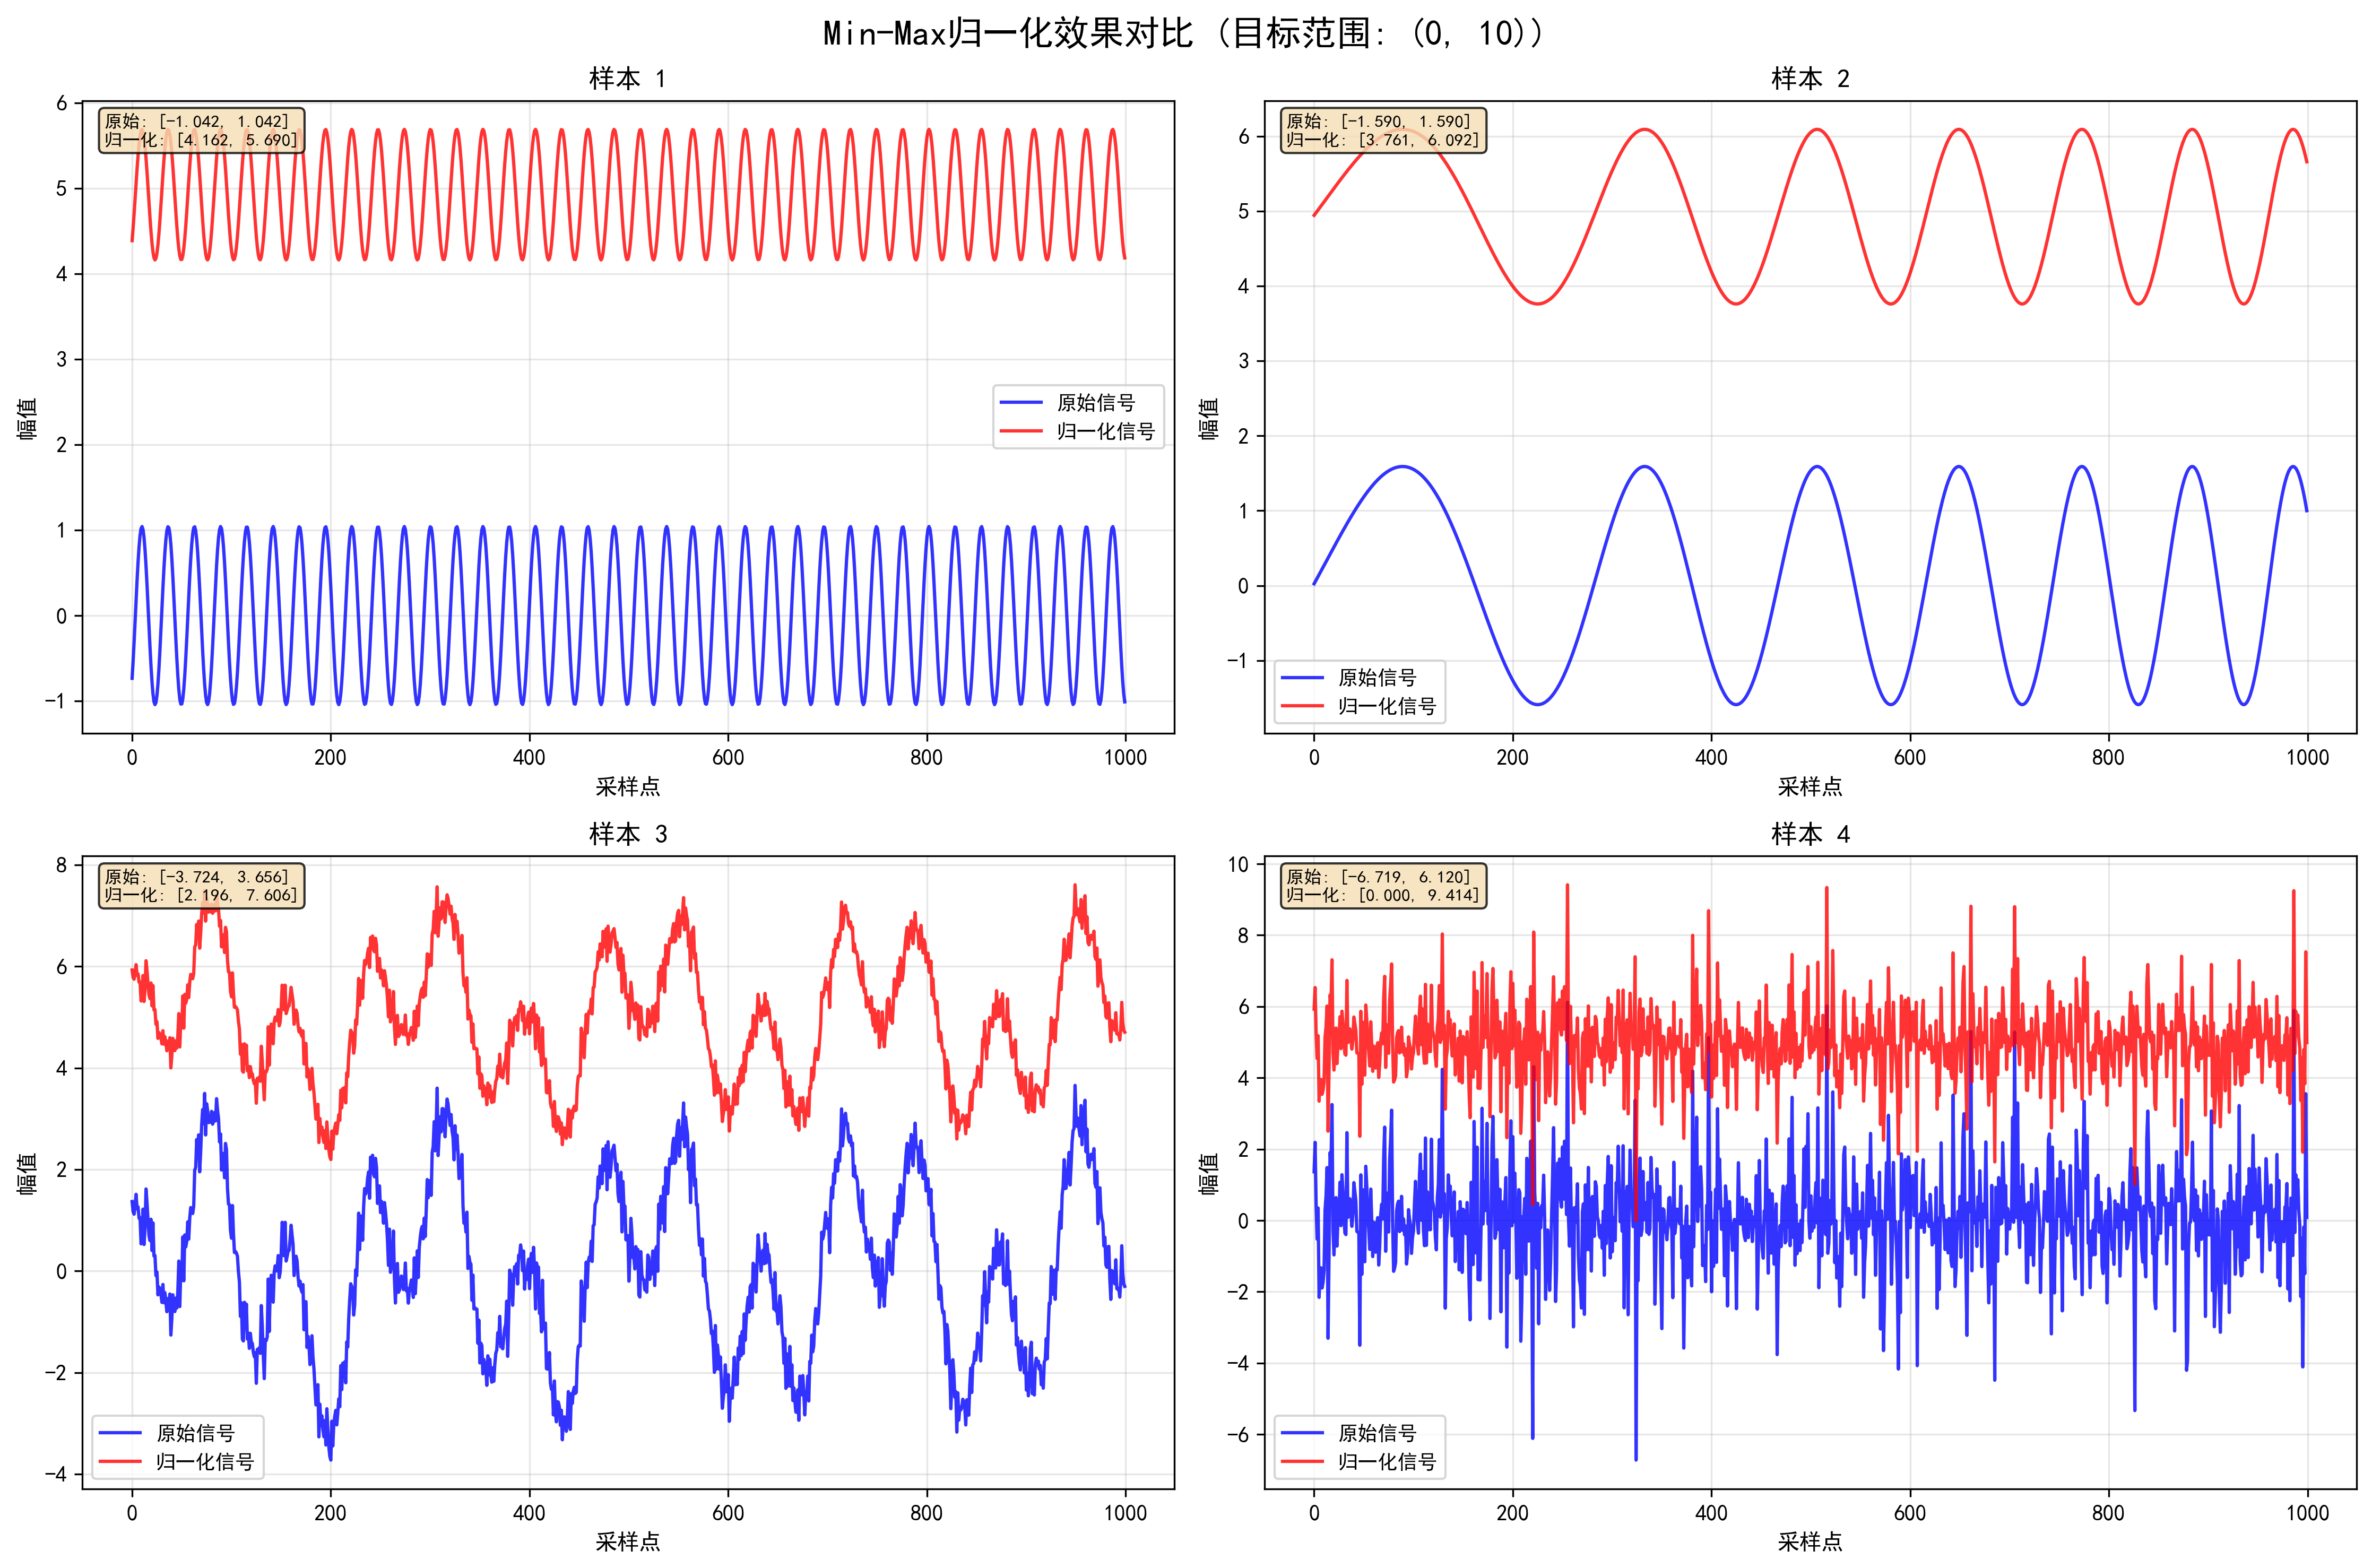 Min-Max归一化效果对比 (目标范围: (0, 10))
样本 1
原始: [-1.042, 1.042]
归一化: [4.162, 5.690]
6
5
4
3
2
1
0
-1
幅值
原始信号
归一化信号
0 200 400 600 800 1000
采样点
样本 2
原始: [-1.590, 1.590]
归一化: [3.761, 6.092]
6
5
4
3
2
1
0
-1
幅值
原始信号
归一化信号
0 200 400 600 800 1000
采样点
样本 3
原始: [-3.724, 3.656]
归一化: [2.196, 7.606]
8
6
4
2
0
-2
-4
幅值
原始信号
归一化信号
0 200 400 600 800 1000
采样点
样本 4
原始: [-6.719, 6.120]
归一化: [0.000, 9.414]
10
8
6
4
2
0
-2
-4
-6
幅值
原始信号
归一化信号
0 200 400 600 800 1000
采样点